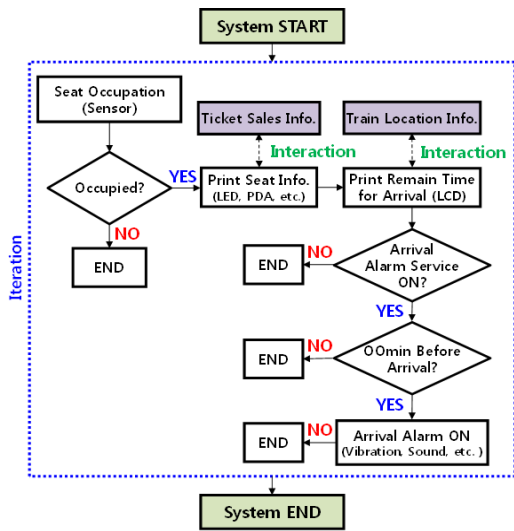 System START
Seat Occupation
(Sensor)
Ticket Sales Info.
Train Location Info.
Interaction
Interaction
Occupied?
YES
Print Seat Info.
(LED, PDA, etc.)
Print Remain Time
for Arrival (LCD)
NO
END
Arrival
Alarm Service
ON?
NO
END
YES
Iteration
OOmin Before
Arrival?
NO
END
YES
Arrival Alarm ON
(Vibration, Sound, etc. )
NO
END
System END